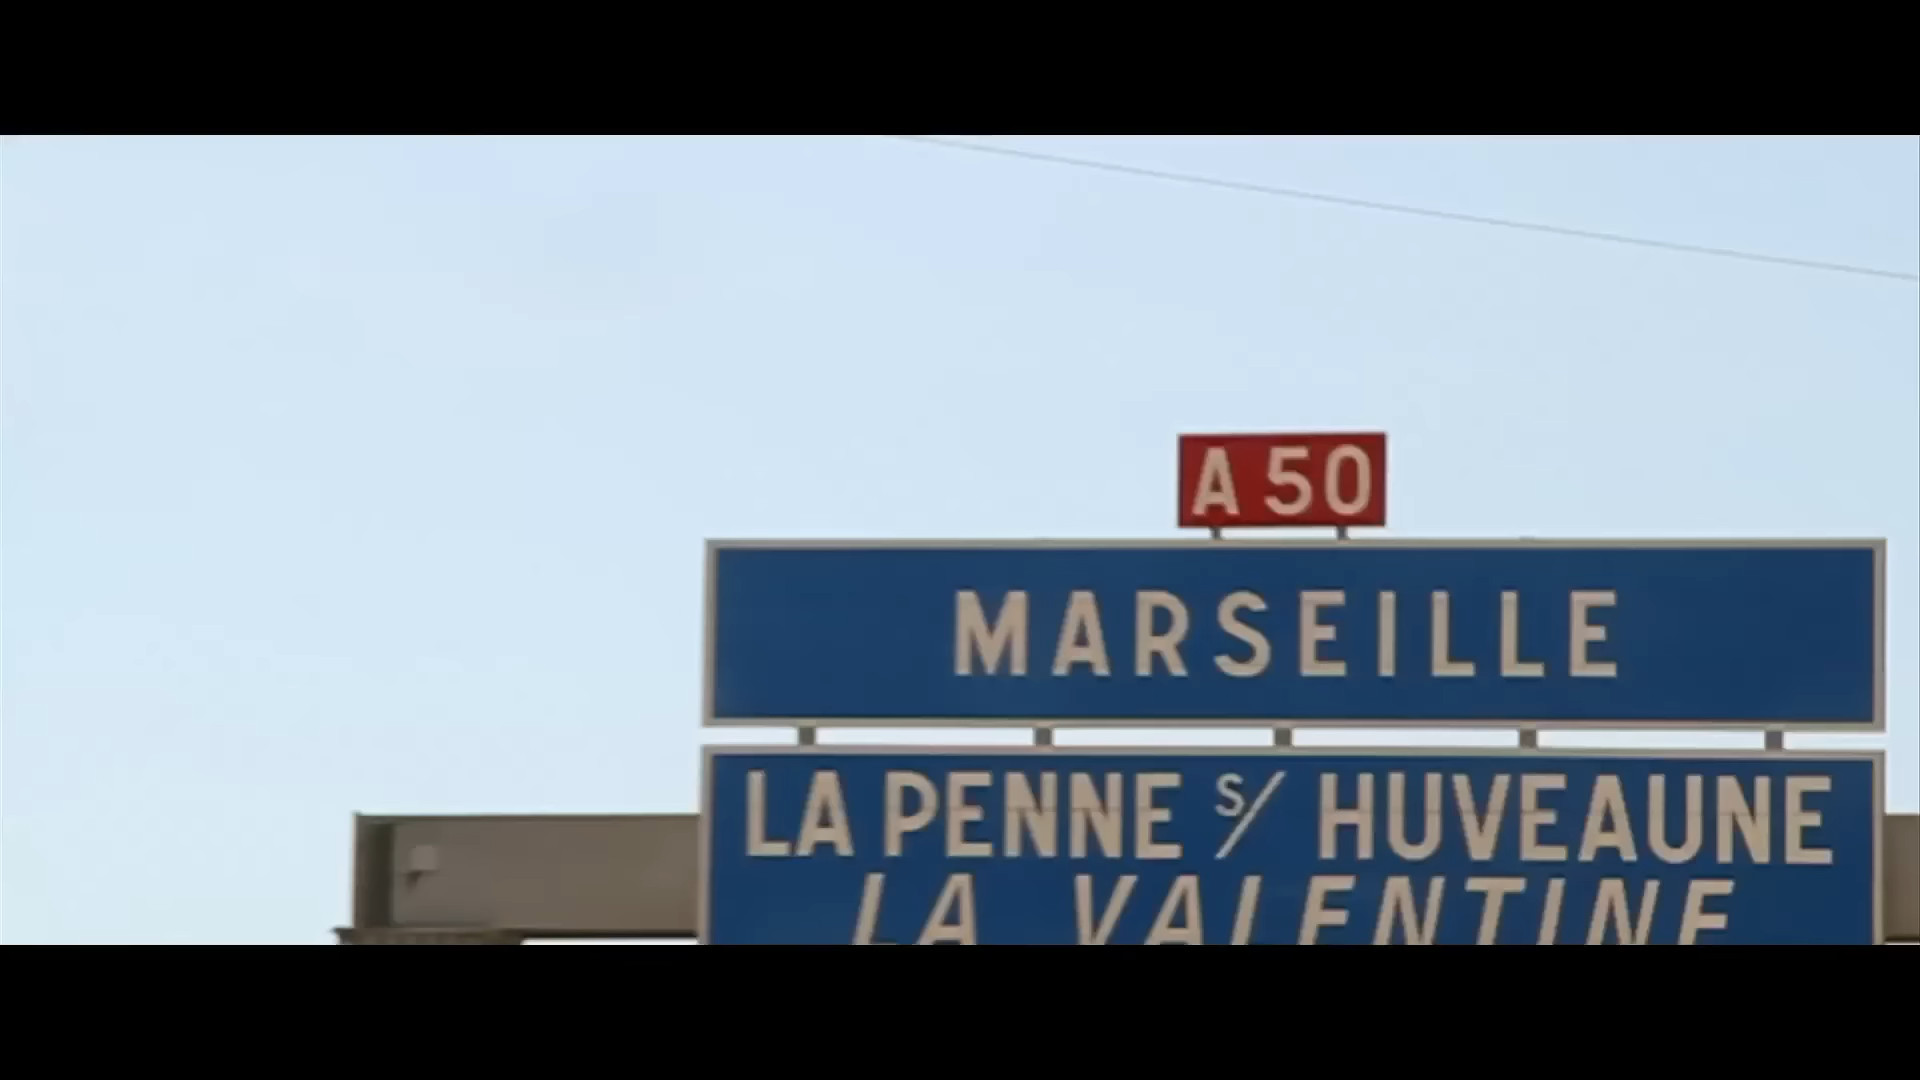 A 50
MARSEILLE
LA PENNE s/ HUVEAUNE
LA VALENTINE